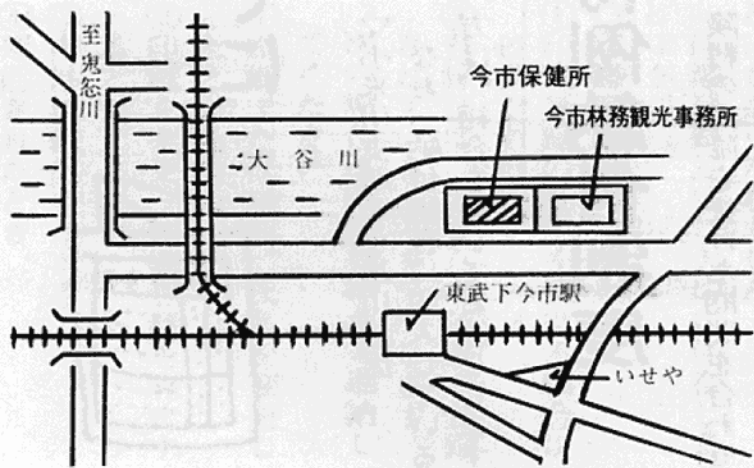 至鬼怒川
今市保健所
今市林務観光事務所
大谷川
東武下今市駅
いせや